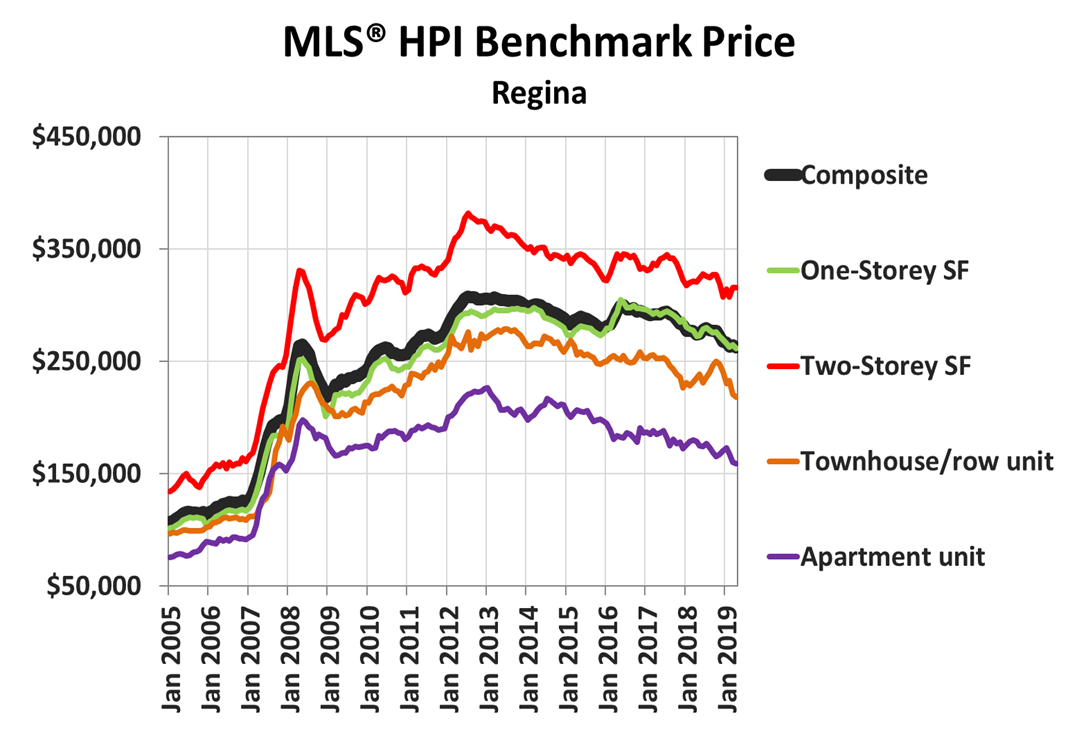 MLS® HPI Benchmark Price
Regina
$450,000
$350,000
$250,000
$150,000
$50,000
Jan 2005
Jan 2006
Jan 2007
Jan 2008
Jan 2009
Jan 2010
Jan 2011
Jan 2012
Jan 2013
Jan 2014
Jan 2015
Jan 2016
Jan 2017
Jan 2018
Jan 2019
Composite
One-Storey SF
Two-Storey SF
Townhouse/row unit
Apartment unit